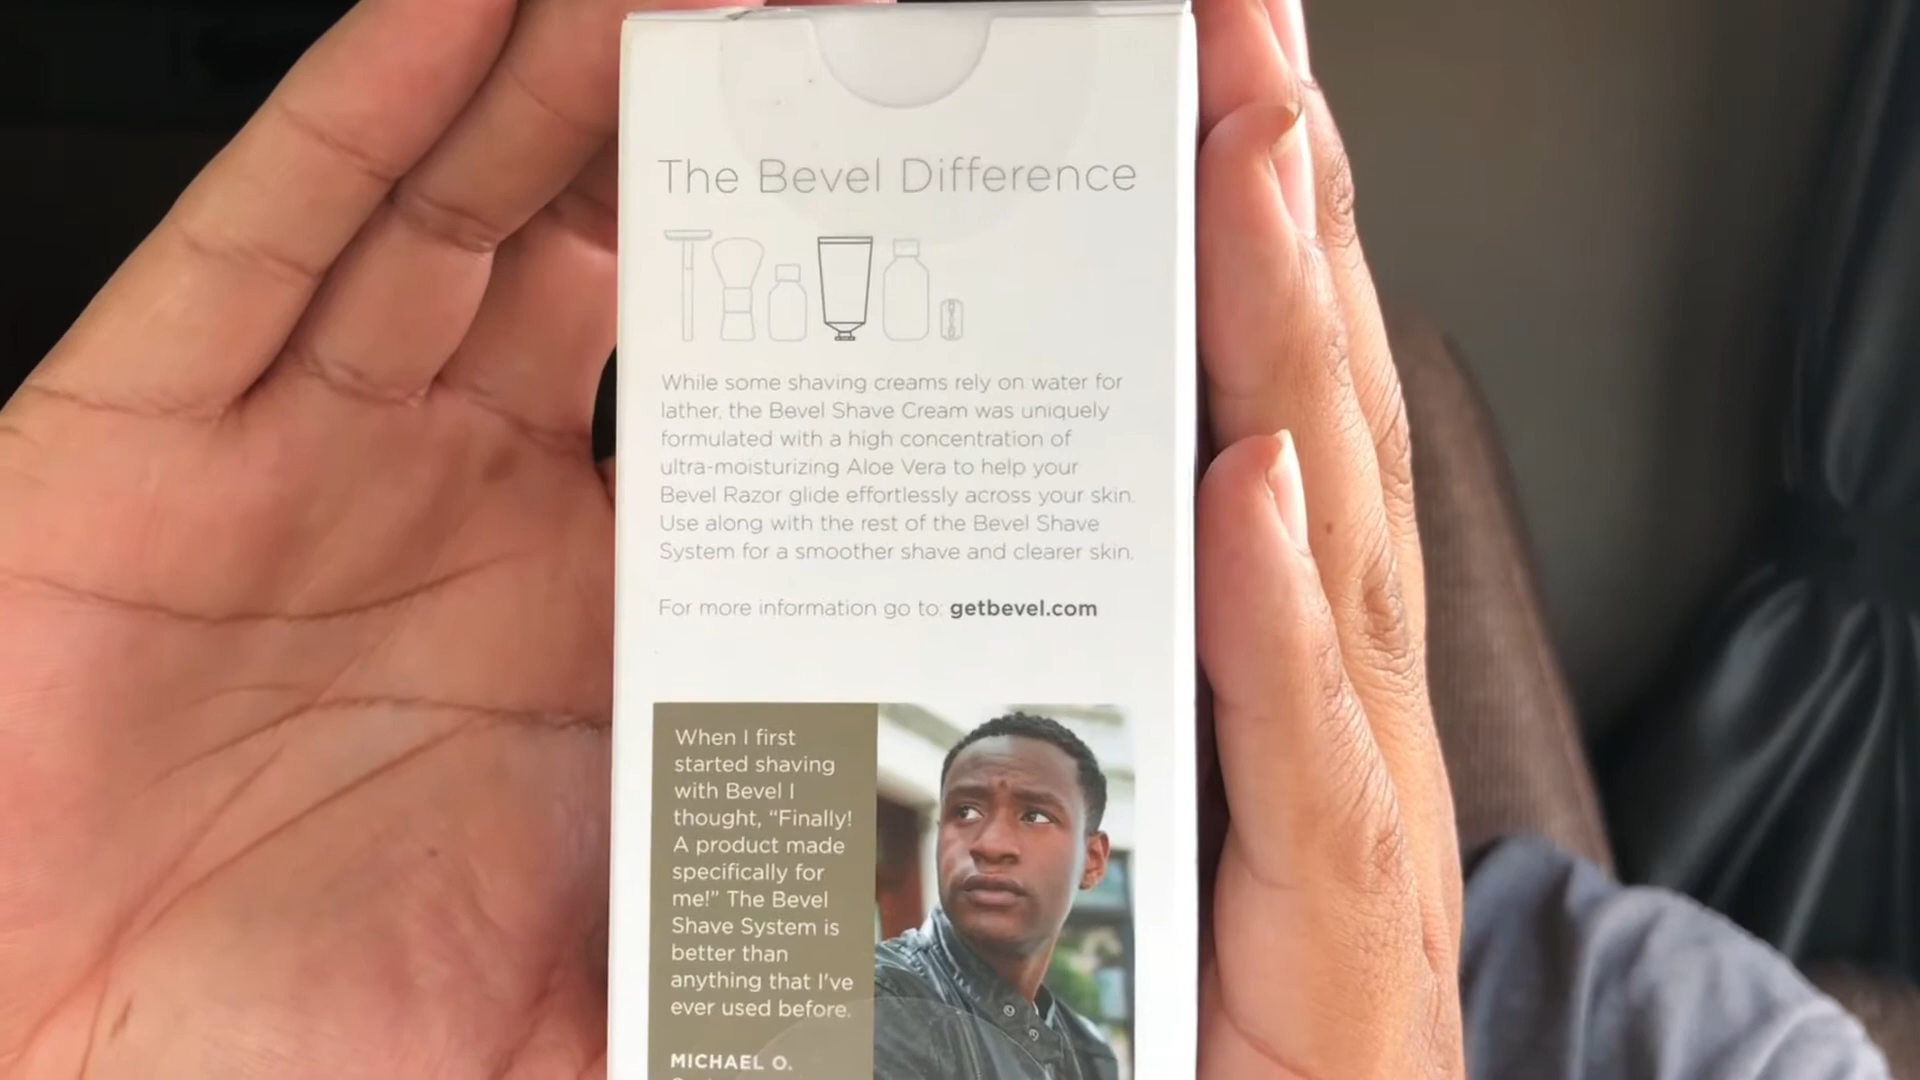 The Bevel Difference
While some shaving creams rely on water for
lather, the Bevel Shave Cream was uniquely
formulated with a high concentration of
ultra-moisturizing Aloe Vera to help your
Bevel Razor glide effortlessly across your skin.
Use along with the rest of the Bevel Shave
System for a smoother shave and clearer skin.
For more information go to: getbevel.com
When I first
started shaving
with Bevel I
thought, “Finally!
A product made
specifically for
me!” The Bevel
Shave System is
better than
anything that I've
ever used before.
MICHAEL O.